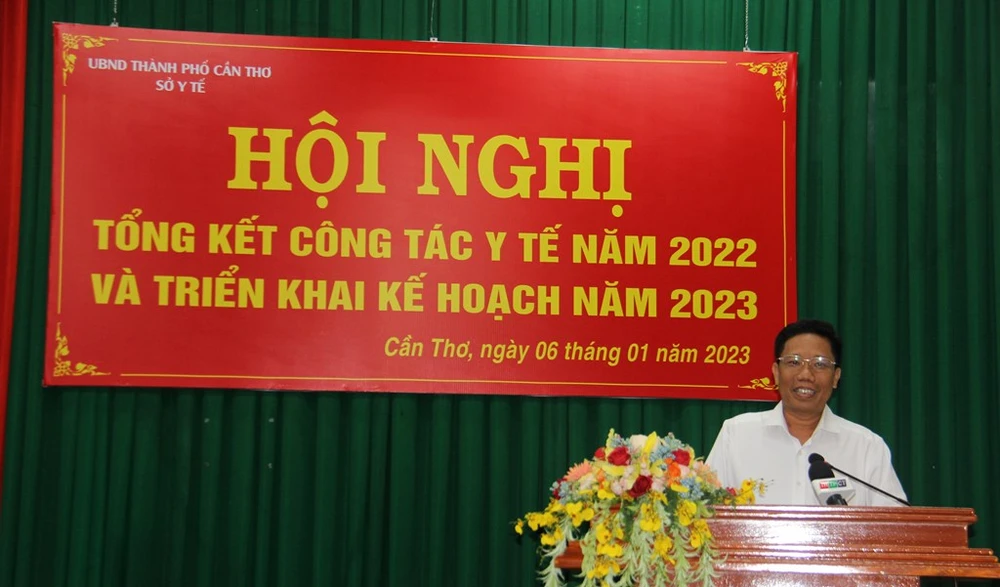 UBND THÀNH PHỐ CẦN THƠ
SỞ Y TẾ
HỘI NGHỊ
TỔNG KẾT CÔNG TÁC Y TẾ NĂM 2022
VÀ TRIỂN KHAI KẾ HOẠCH NĂM 2023
Cần Thơ, ngày 06 tháng 01 năm 2023